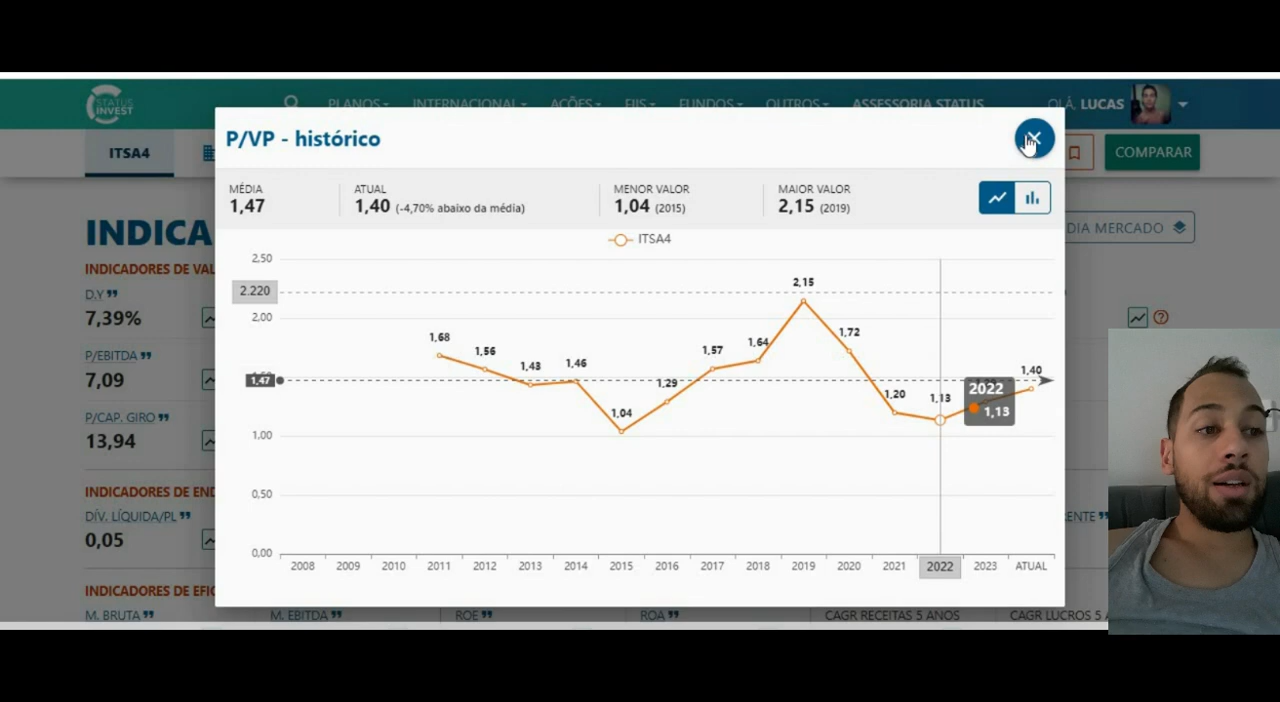 STATUS
INVEST
PLANOS
INTERNACIONAL
AÇÕES
FIIS
FUNDOS
OUTROS
ASSESSORIA STATUS
OLÁ, LUCAS
ITSA4
COMPARAR
P/VP - histórico
MÉDIA
1,47
ATUAL
1,40 (-4,70% abaixo da média)
MENOR VALOR
1,04 (2015)
MAIOR VALOR
2,15 (2019)
ITSA4
2,50
2.220
2,00
1,47
1,00
0,50
0,00
1,68
1,56
1,43
1,46
1,04
1,29
1,57
1,64
2,15
1,72
1,20
1,13
1,40
2022
1,13
2008 2009 2010 2011 2012 2013 2014 2015 2016 2017 2018 2019 2020 2021 2022 2023 ATUAL
INDICA
DIA MERCADO
INDICADORES DE VAL
D.Y
7,39%
P/EBITDA
7,09
P/CAP. GIRO
13,94
INDICADORES DE END
DÍV. LÍQUIDA/PL
0,05
ENTE
INDICADORES DE EFIC
M. BRUTA
M. EBITDA
ROE
ROA
CAGR RECEITAS 5 ANOS
CAGR LUCROS 5